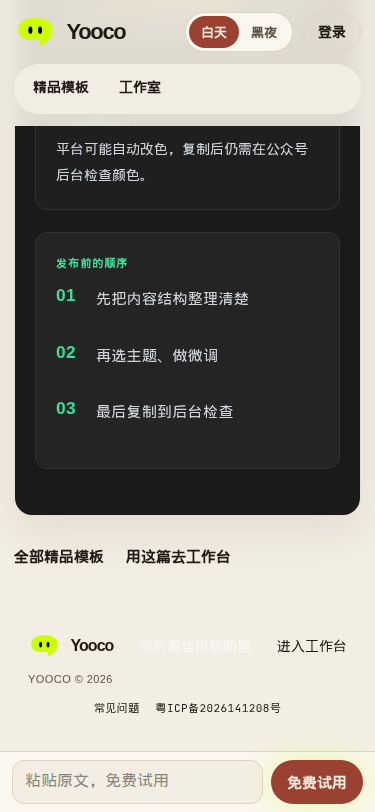 Yooco
白天
黑夜
登录
精品模板
工作室
平台可能自动改色，复制后仍需在公众号
后台检查颜色。
发布前的顺序
01 先把内容结构整理清楚
02 再选主题、做微调
03 最后复制到后台检查
全部精品模板 用这篇去工作台
Yooco 你的最佳排版助理 进入工作台
YOOCO © 2026
常见问题 粤ICP备2026141208号
粘贴原文，免费试用
免费试用